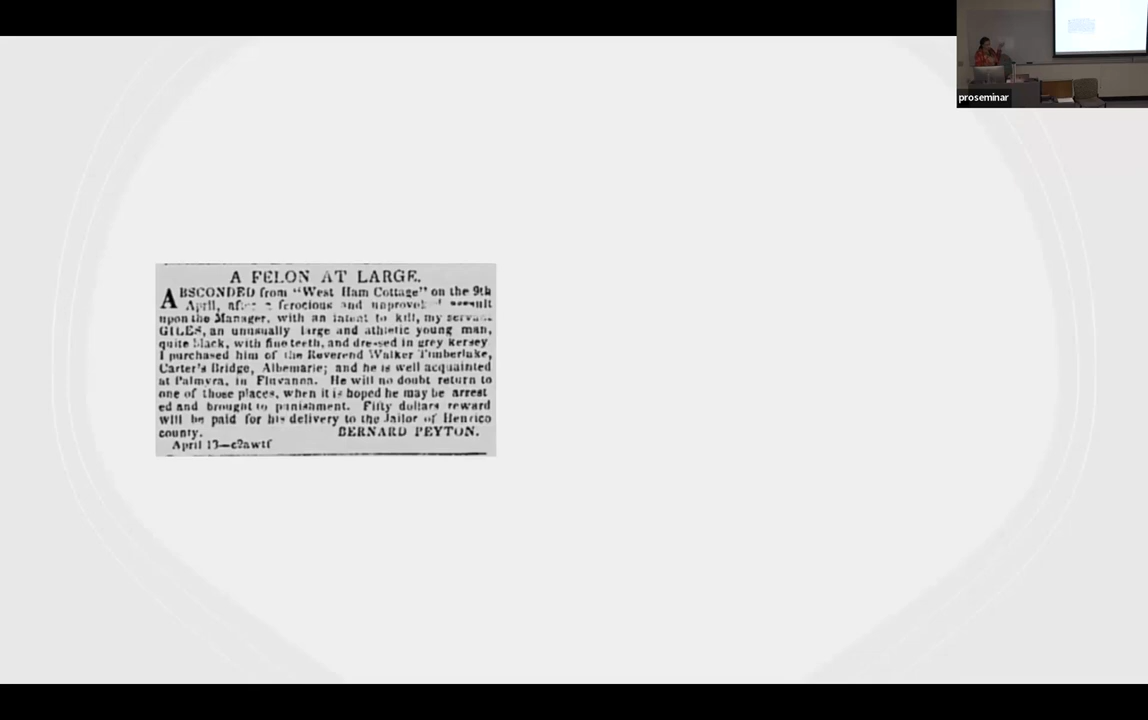 proseminar
A FELON AT LARGE.
ABSCONDED from "West Ham Cottage" on the 9th
April, after a ferocious and unprovok d assault
upon the Manager, with an intent to kill, my servant
GILES, an unusually large and athletic young man,
quite black, with fine teeth, and dressed in grey kersey
I purchased him of the Reverend Walker Timberlake,
Carter's Bridge, Albemarle; and he is well acquainted
at Palmyra, in Fluvanna. He will no doubt return to
one of those places, when it is hoped he may be arrest
ed and brought to punishment. Fifty dollars reward
will be paid for his delivery to the Jailor of Henrico
county. BERNARD PEYTON.
April 13—c2awtf